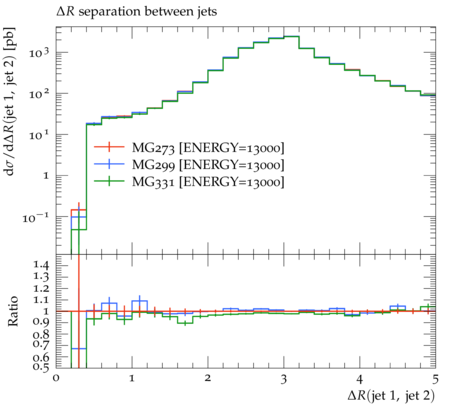 ΔR separation between jets
dσ/dΔR(jet 1, jet 2) [pb]
10³
10²
10¹
1
10⁻¹
MG273 [ENERGY=13000]
MG299 [ENERGY=13000]
MG331 [ENERGY=13000]
Ratio
1.4
1.3
1.2
1.1
1
0.9
0.8
0.7
0.6
0.5
0 1 2 3 4 5
ΔR(jet 1, jet 2)